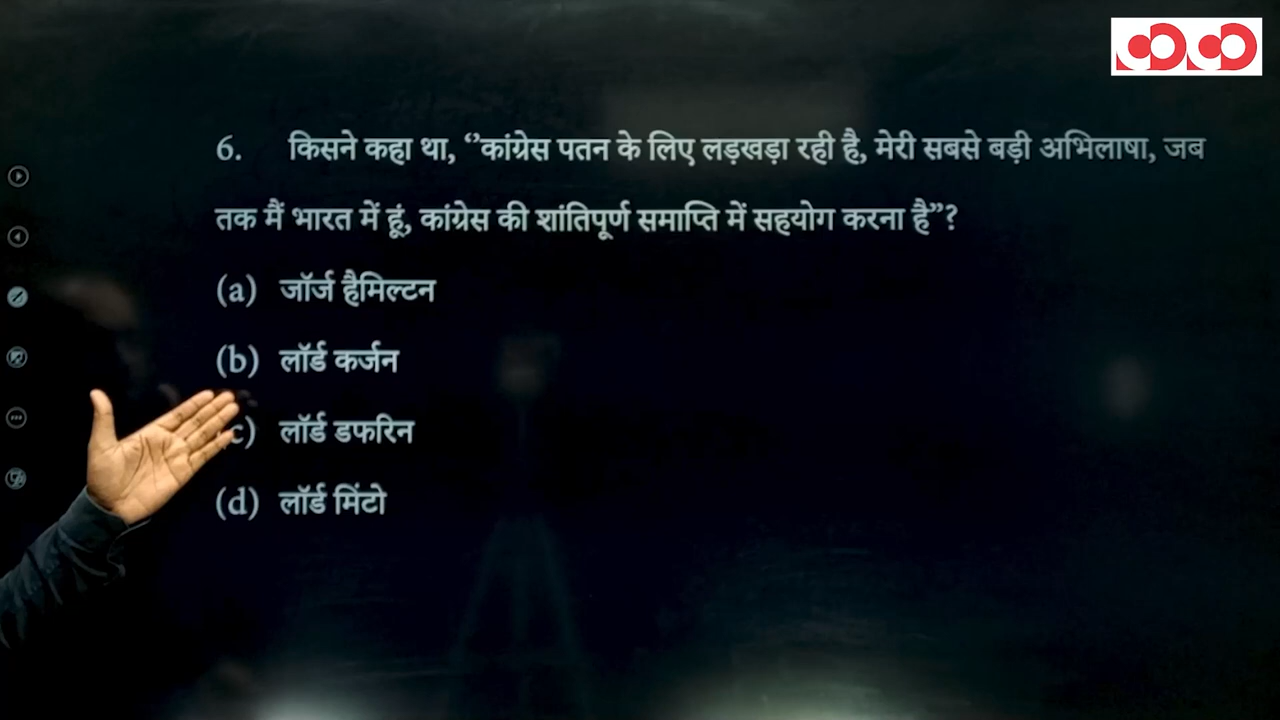 6. किसने कहा था, ‘’कांग्रेस पतन के लिए लड़खड़ा रही है, मेरी सबसे बड़ी अभिलाषा, जब
तक मैं भारत में हूं, कांग्रेस की शांतिपूर्ण समाप्ति में सहयोग करना है”?
(a) जॉर्ज हैमिल्टन
(b) लॉर्ड कर्जन
c) लॉर्ड डफरिन
(d) लॉर्ड मिंटो